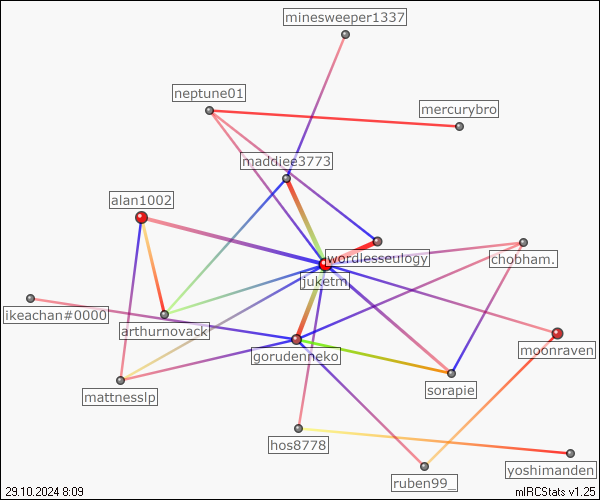 minesweeper1337
neptune01
mercurybro
maddiee3773
alan1002
wordlesseulogy
chobham.
juketm
ikeachan#0000
arthurnovack
moonraven
gorudenneko
mattnesslp
sorapie
hos8778
yoshimanden
ruben99_
29.10.2024 8:09
mIRCStats v1.25